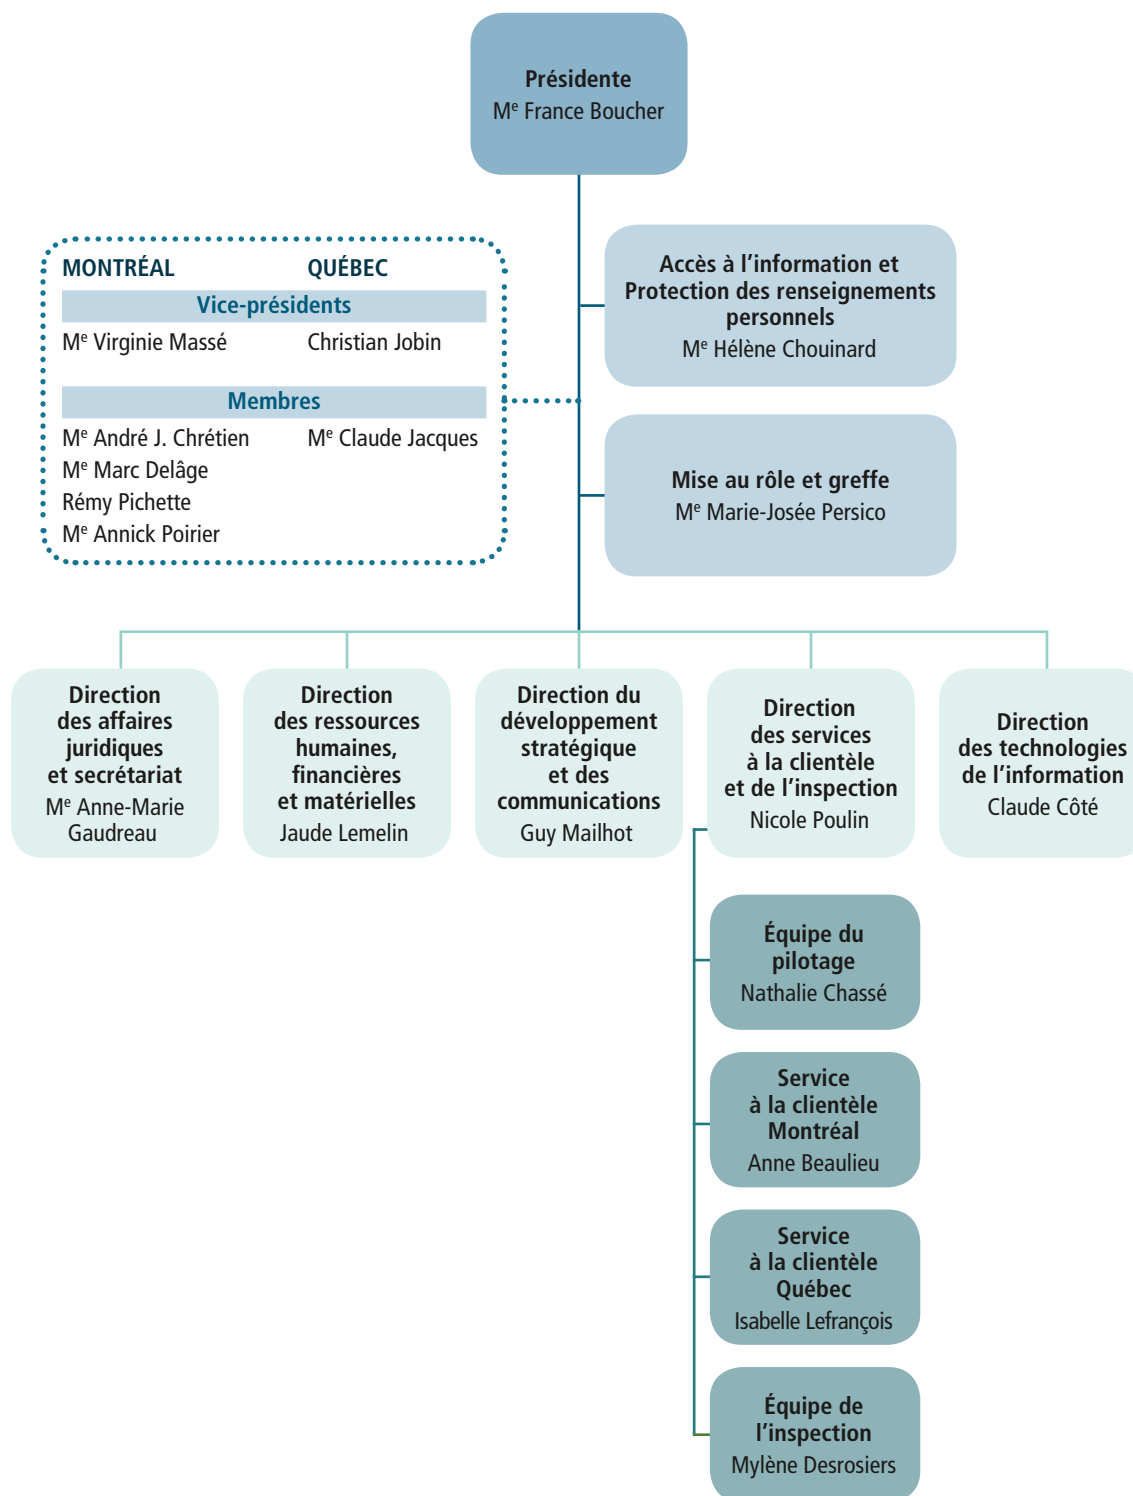 Présidente
Me France Boucher
MONTRÉAL QUÉBEC
Vice-présidents
Me Virginie Massé Christian Jobin
Membres
Me André J. Chrétien Me Claude Jacques
Me Marc Delâge
Rémy Pichette
Me Annick Poirier
Accès à l’information et
Protection des renseignements
personnels
Me Hélène Chouinard
Mise au rôle et greffe
Me Marie-Josée Persico
Direction
des affaires
juridiques
et secrétariat
Me Anne-Marie
Gaudreau
Direction
des ressources
humaines,
financières
et matérielles
Jaude Lemelin
Direction du
développement
stratégique
et des
communications
Guy Mailhot
Direction
des services
à la clientèle
et de l’inspection
Nicole Poulin
Direction
des technologies
de l’information
Claude Côté
Équipe du
pilotage
Nathalie Chassé
Service
à la clientèle
Montréal
Anne Beaulieu
Service
à la clientèle
Québec
Isabelle Lefrançois
Équipe de
l’inspection
Mylène Desrosiers